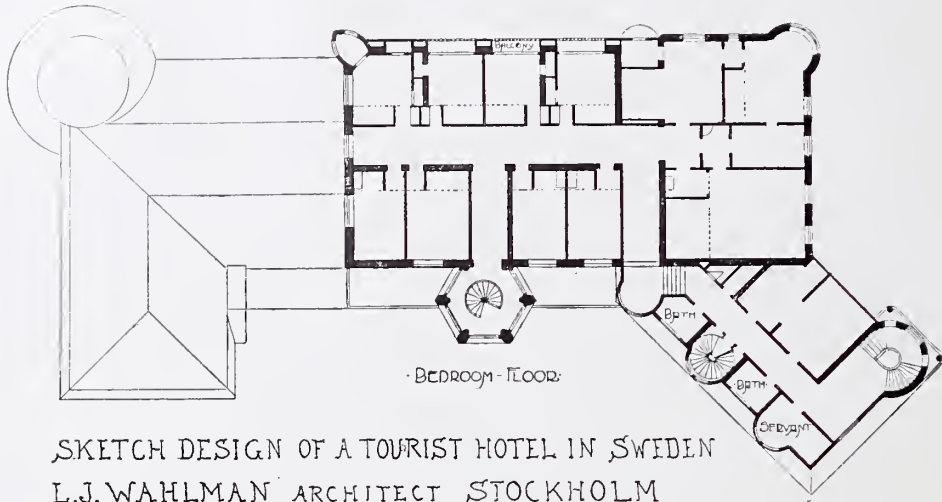 BALCONY
BATH
BATH
SERVANT
· BEDROOM - FLOOR ·
SKETCH DESIGN OF A TOURIST HOTEL IN SWEDEN
L.J. WAHLMAN ARCHITECT STOCKHOLM